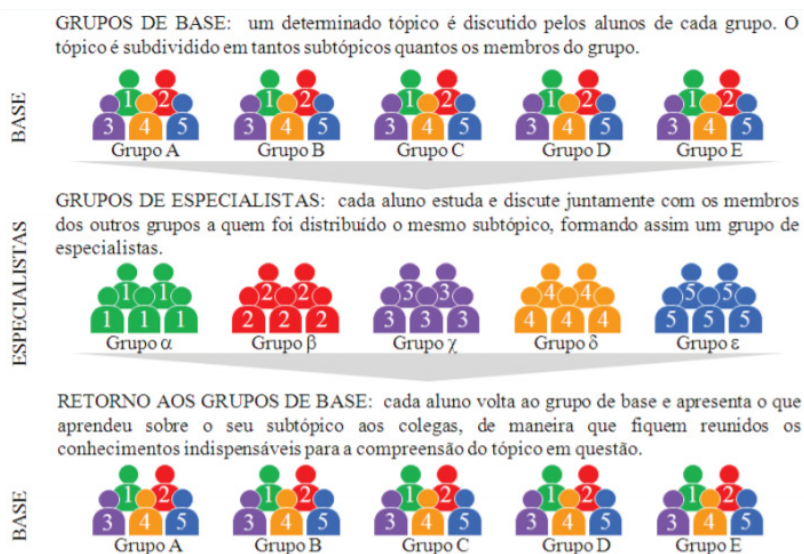 GRUPOS DE BASE: um determinado tópico é discutido pelos alunos de cada grupo. O
tópico é subdividido em tantos subtópicos quantos os membros do grupo.
BASE
1 2 1 2 1 2 1 2 1 2
3 4 5 3 4 5 3 4 5 3 4 5 3 4 5
Grupo A Grupo B Grupo C Grupo D Grupo E
GRUPOS DE ESPECIALISTAS: cada aluno estuda e discute juntamente com os membros
dos outros grupos a quem foi distribuído o mesmo subtópico, formando assim um grupo de
especialistas.
ESPECIALISTAS
1 1 2 2 3 3 4 4 5 5
1 1 1 2 2 2 3 3 3 4 4 4 5 5 5
Grupo α Grupo β Grupo χ Grupo δ Grupo ε
RETORNO AOS GRUPOS DE BASE: cada aluno volta ao grupo de base e apresenta o que
aprendeu sobre o seu subtópico aos colegas, de maneira que fiquem reunidos os
conhecimentos indispensáveis para a compreensão do tópico em questão.
BASE
1 2 1 2 1 2 1 2 1 2
3 4 5 3 4 5 3 4 5 3 4 5 3 4 5
Grupo A Grupo B Grupo C Grupo D Grupo E